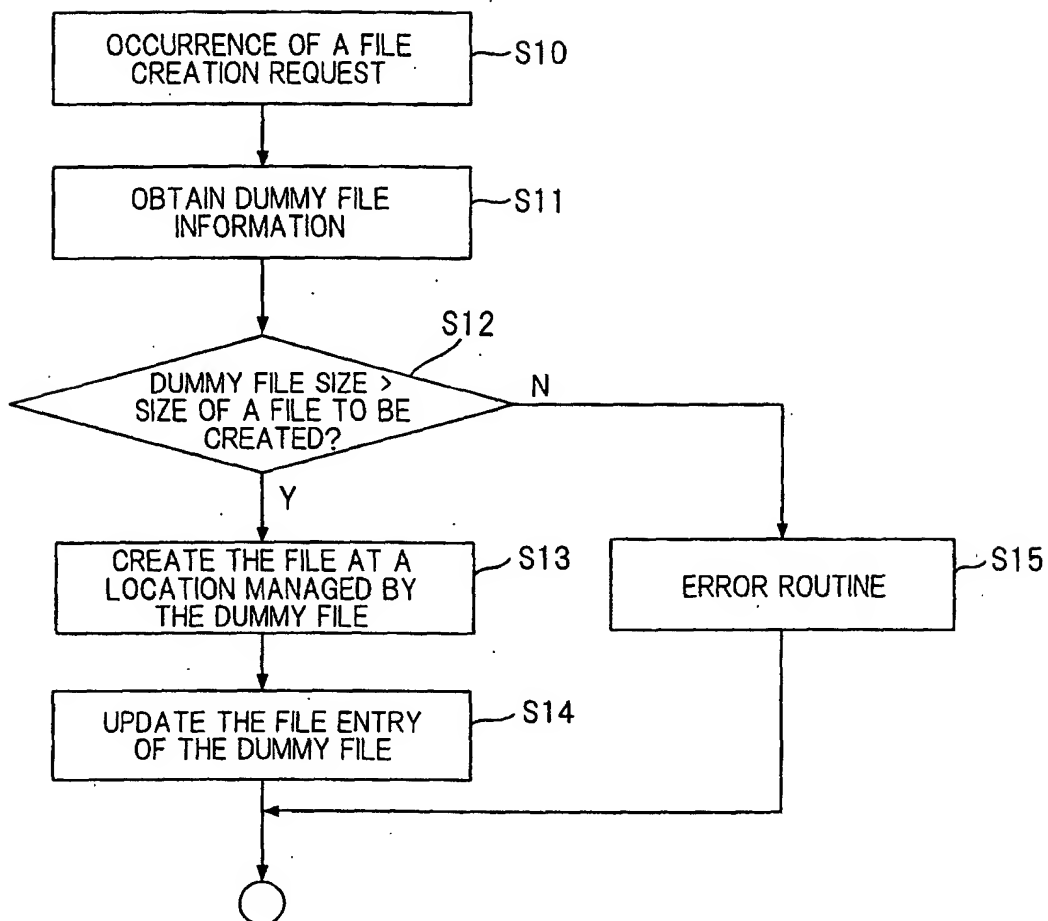 OCCURRENCE OF A FILE
CREATION REQUEST
S10
OBTAIN DUMMY FILE
INFORMATION
S11
S12
DUMMY FILE SIZE >
SIZE OF A FILE TO BE
CREATED?
N
Y
CREATE THE FILE AT A
LOCATION MANAGED BY
THE DUMMY FILE
S13
ERROR ROUTINE
S15
UPDATE THE FILE ENTRY
OF THE DUMMY FILE
S14